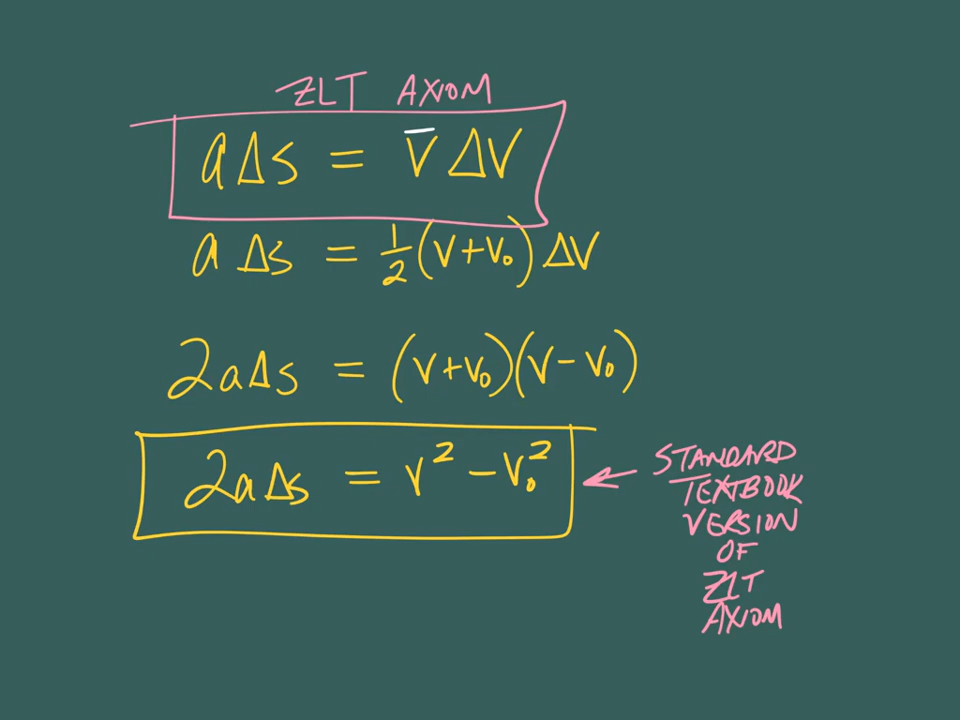 ZLT AXIOM
aΔs = v̄ ΔV
a Δs = 1/2 (v+v₀) ΔV
2aΔs = (v+v₀)(v-v₀)
2aΔs = v² - v₀²
STANDARD
TEXTBOOK
VERSION
OF
ZLT
AXIOM